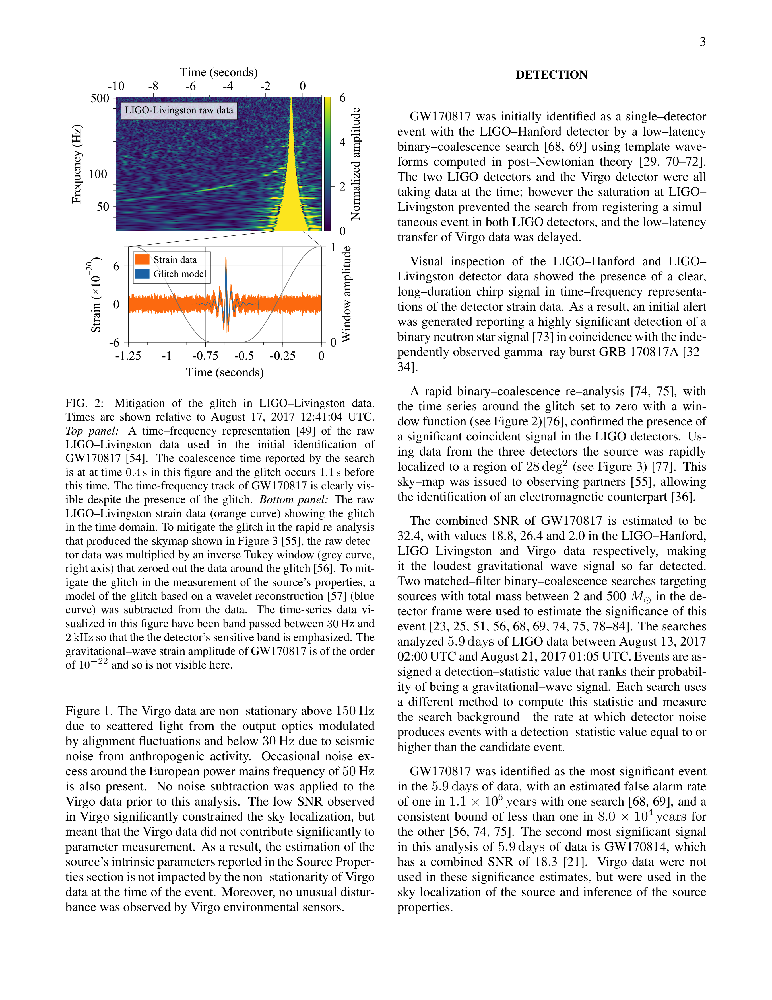 3
Time (seconds)
-10 -8 -6 -4 -2 0
500
100
50
Frequency (Hz)
LIGO-Livingston raw data
6
4
2
0
Normalized amplitude
Strain data
Glitch model
6
0
-6
Strain (×10⁻²⁰)
1
0
Window amplitude
-1.25 -1 -0.75 -0.5 -0.25 0
Time (seconds)
FIG. 2: Mitigation of the glitch in LIGO–Livingston data.
Times are shown relative to August 17, 2017 12:41:04 UTC.
Top panel: A time–frequency representation [49] of the raw
LIGO–Livingston data used in the initial identification of
GW170817 [54]. The coalescence time reported by the search
is at at time 0.4 s in this figure and the glitch occurs 1.1 s before
this time. The time-frequency track of GW170817 is clearly vis-
ible despite the presence of the glitch. Bottom panel: The raw
LIGO–Livingston strain data (orange curve) showing the glitch
in the time domain. To mitigate the glitch in the rapid re-analysis
that produced the skymap shown in Figure 3 [55], the raw detec-
tor data was multiplied by an inverse Tukey window (grey curve,
right axis) that zeroed out the data around the glitch [56]. To mit-
igate the glitch in the measurement of the source's properties, a
model of the glitch based on a wavelet reconstruction [57] (blue
curve) was subtracted from the data. The time-series data vi-
sualized in this figure have been band passed between 30 Hz and
2 kHz so that the the detector's sensitive band is emphasized. The
gravitational–wave strain amplitude of GW170817 is of the order
of 10⁻²² and so is not visible here.
Figure 1. The Virgo data are non–stationary above 150 Hz
due to scattered light from the output optics modulated
by alignment fluctuations and below 30 Hz due to seismic
noise from anthropogenic activity. Occasional noise ex-
cess around the European power mains frequency of 50 Hz
is also present. No noise subtraction was applied to the
Virgo data prior to this analysis. The low SNR observed
in Virgo significantly constrained the sky localization, but
meant that the Virgo data did not contribute significantly to
parameter measurement. As a result, the estimation of the
source's intrinsic parameters reported in the Source Proper-
ties section is not impacted by the non–stationarity of Virgo
data at the time of the event. Moreover, no unusual distur-
bance was observed by Virgo environmental sensors.
DETECTION
GW170817 was initially identified as a single–detector
event with the LIGO–Hanford detector by a low–latency
binary–coalescence search [68, 69] using template wave-
forms computed in post–Newtonian theory [29, 70–72].
The two LIGO detectors and the Virgo detector were all
taking data at the time; however the saturation at LIGO–
Livingston prevented the search from registering a simul-
taneous event in both LIGO detectors, and the low–latency
transfer of Virgo data was delayed.
Visual inspection of the LIGO–Hanford and LIGO–
Livingston detector data showed the presence of a clear,
long–duration chirp signal in time–frequency representa-
tions of the detector strain data. As a result, an initial alert
was generated reporting a highly significant detection of a
binary neutron star signal [73] in coincidence with the inde-
pendently observed gamma–ray burst GRB 170817A [32–
34].
A rapid binary–coalescence re–analysis [74, 75], with
the time series around the glitch set to zero with a win-
dow function (see Figure 2)[76], confirmed the presence of
a significant coincident signal in the LIGO detectors. Us-
ing data from the three detectors the source was rapidly
localized to a region of 28 deg² (see Figure 3) [77]. This
sky–map was issued to observing partners [55], allowing
the identification of an electromagnetic counterpart [36].
The combined SNR of GW170817 is estimated to be
32.4, with values 18.8, 26.4 and 2.0 in the LIGO–Hanford,
LIGO–Livingston and Virgo data respectively, making
it the loudest gravitational–wave signal so far detected.
Two matched–filter binary–coalescence searches targeting
sources with total mass between 2 and 500 M☉ in the de-
tector frame were used to estimate the significance of this
event [23, 25, 51, 56, 68, 69, 74, 75, 78–84]. The searches
analyzed 5.9 days of LIGO data between August 13, 2017
02:00 UTC and August 21, 2017 01:05 UTC. Events are as-
signed a detection–statistic value that ranks their probabil-
ity of being a gravitational–wave signal. Each search uses
a different method to compute this statistic and measure
the search background—the rate at which detector noise
produces events with a detection–statistic value equal to or
higher than the candidate event.
GW170817 was identified as the most significant event
in the 5.9 days of data, with an estimated false alarm rate
of one in 1.1 × 10⁶ years with one search [68, 69], and a
consistent bound of less than one in 8.0 × 10⁴ years for
the other [56, 74, 75]. The second most significant signal
in this analysis of 5.9 days of data is GW170814, which
has a combined SNR of 18.3 [21]. Virgo data were not
used in these significance estimates, but were used in the
sky localization of the source and inference of the source
properties.